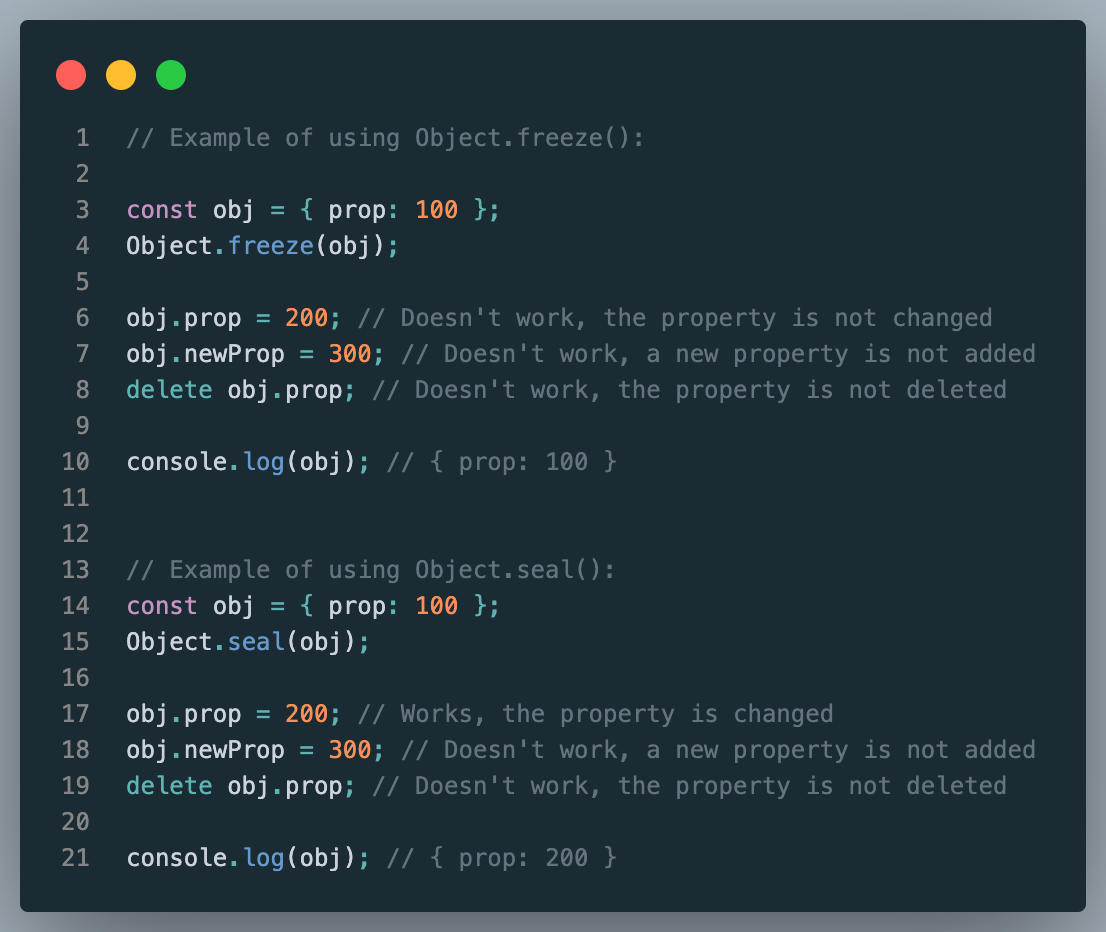 1 // Example of using Object.freeze():
2
3 const obj = { prop: 100 };
4 Object.freeze(obj);
5
6 obj.prop = 200; // Doesn't work, the property is not changed
7 obj.newProp = 300; // Doesn't work, a new property is not added
8 delete obj.prop; // Doesn't work, the property is not deleted
9
10 console.log(obj); // { prop: 100 }
11
12
13 // Example of using Object.seal():
14 const obj = { prop: 100 };
15 Object.seal(obj);
16
17 obj.prop = 200; // Works, the property is changed
18 obj.newProp = 300; // Doesn't work, a new property is not added
19 delete obj.prop; // Doesn't work, the property is not deleted
20
21 console.log(obj); // { prop: 200 }